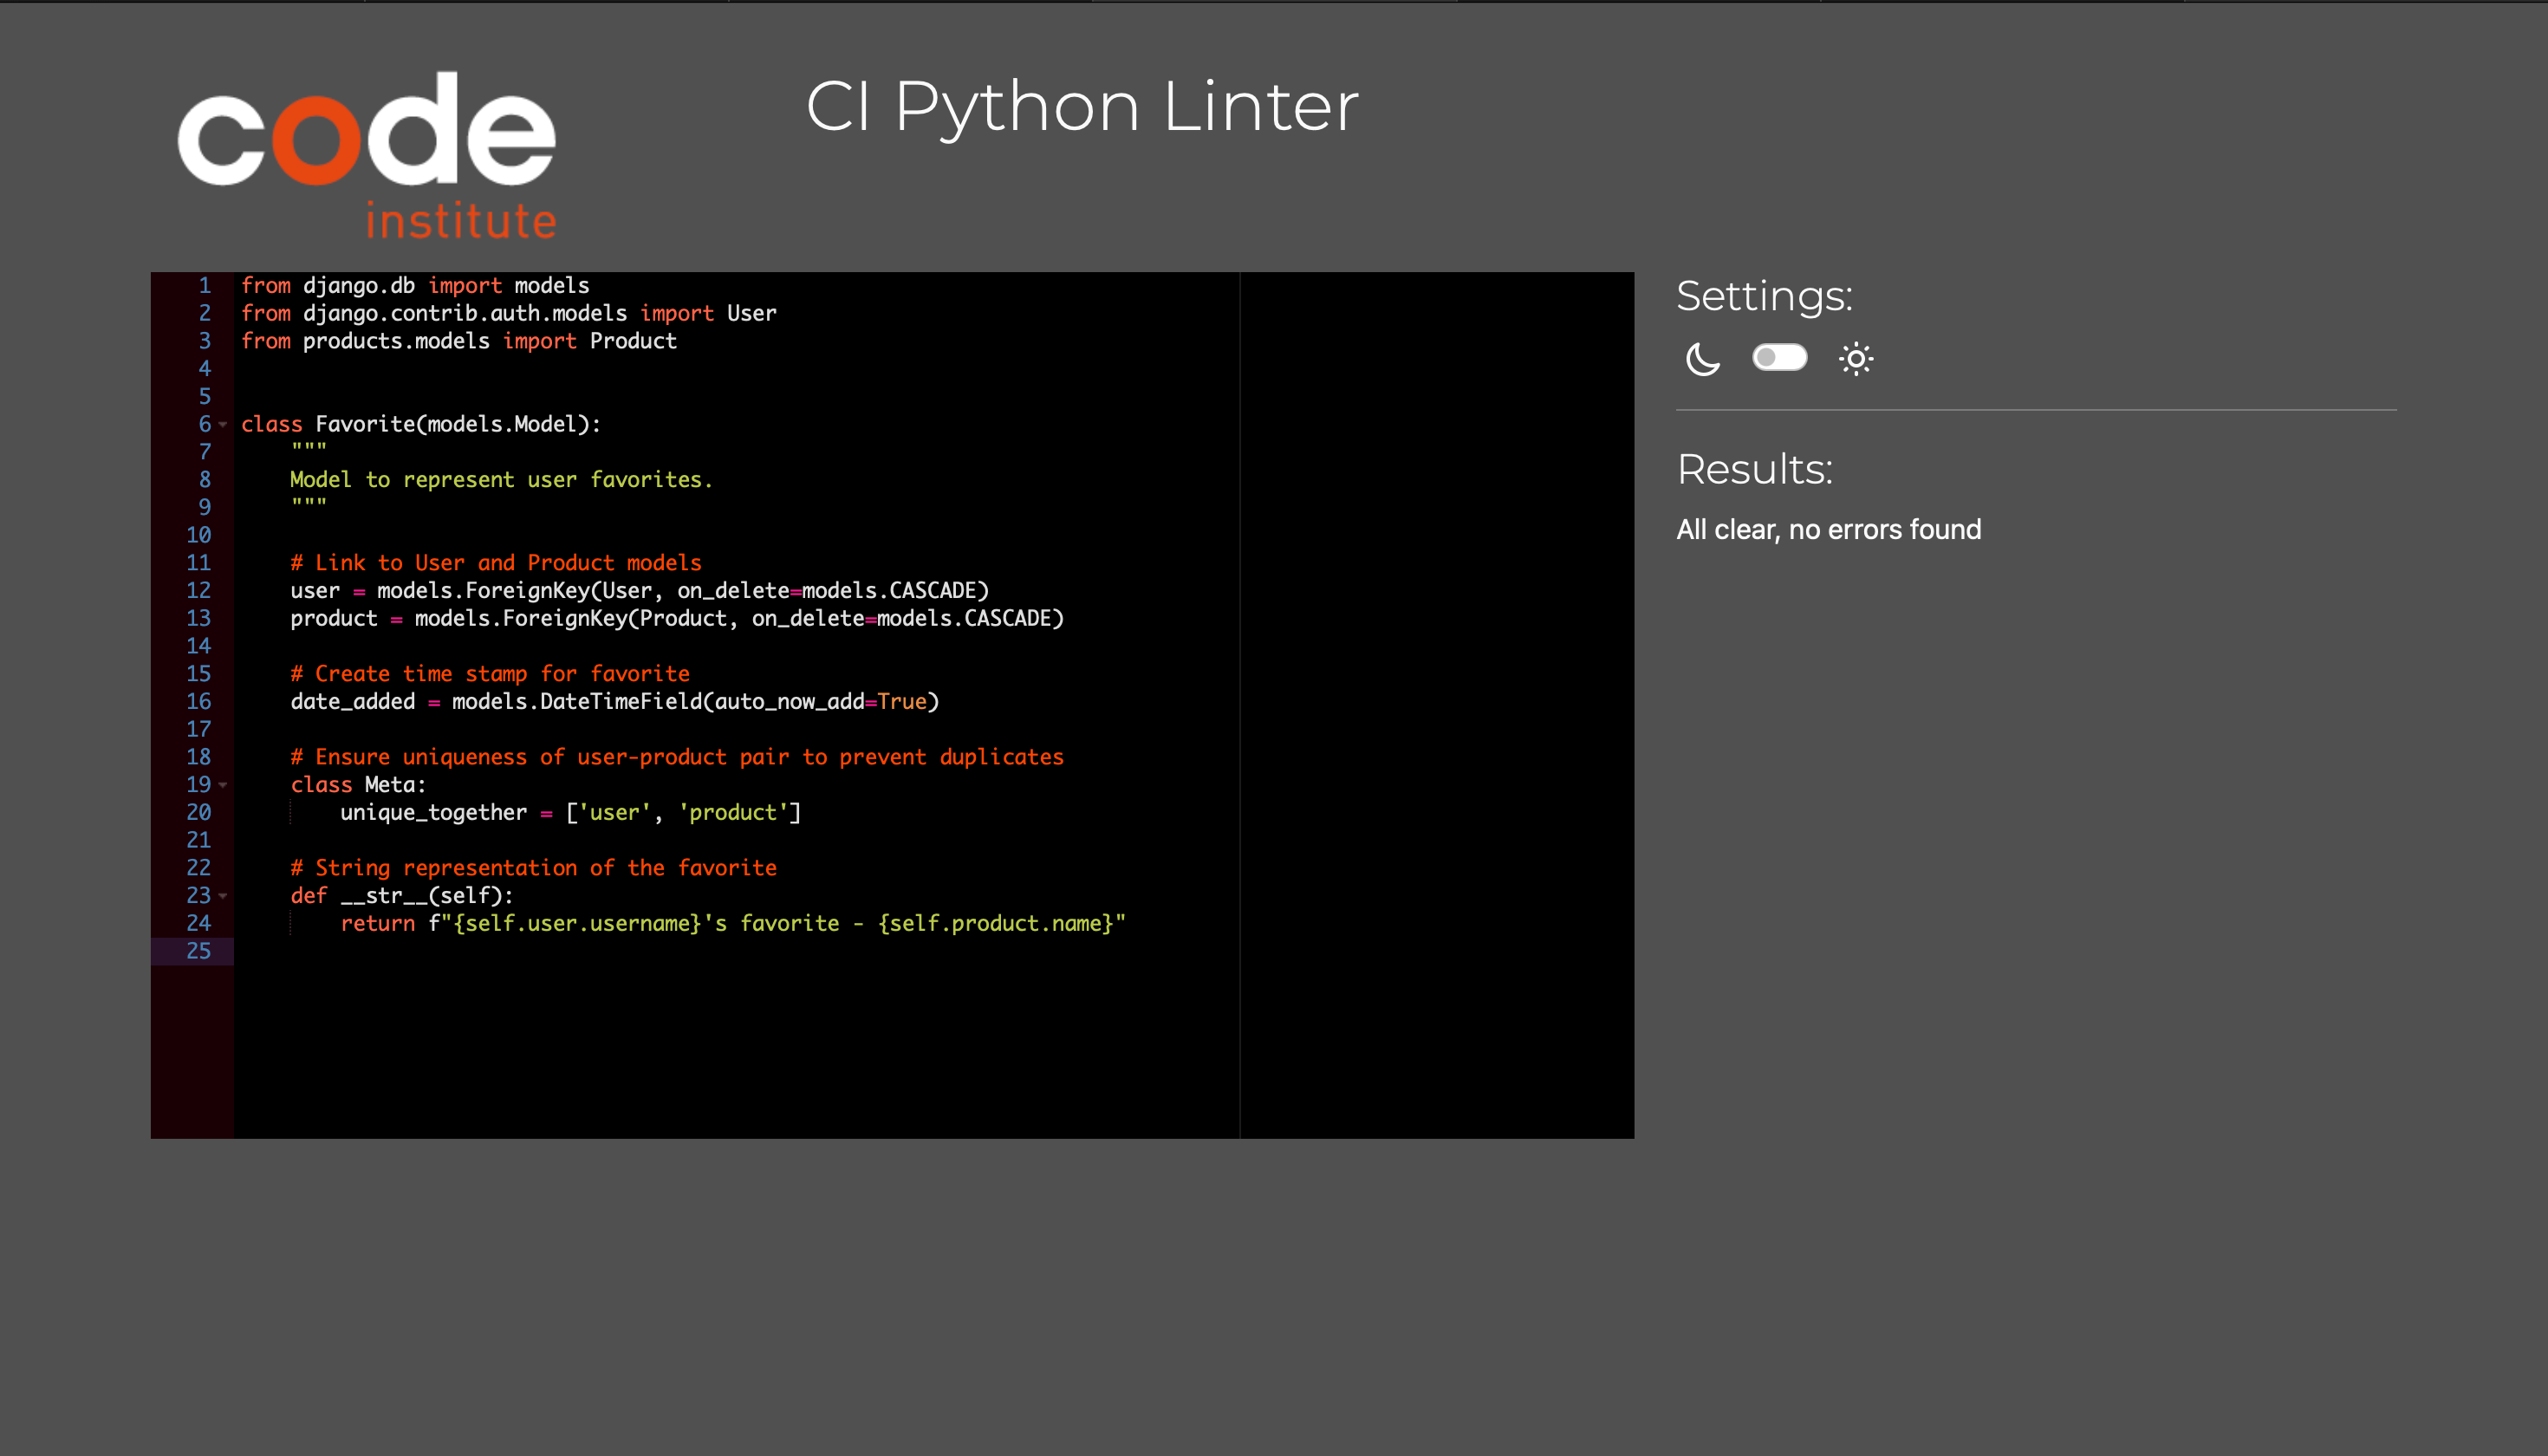 code
institute
CI Python Linter
1 from django.db import models
2 from django.contrib.auth.models import User
3 from products.models import Product
4
5
6 class Favorite(models.Model):
7     """
8     Model to represent user favorites.
9     """
10
11     # Link to User and Product models
12     user = models.ForeignKey(User, on_delete=models.CASCADE)
13     product = models.ForeignKey(Product, on_delete=models.CASCADE)
14
15     # Create time stamp for favorite
16     date_added = models.DateTimeField(auto_now_add=True)
17
18     # Ensure uniqueness of user-product pair to prevent duplicates
19     class Meta:
20         unique_together = ['user', 'product']
21
22     # String representation of the favorite
23     def __str__(self):
24         return f"{self.user.username}'s favorite - {self.product.name}"
25
Settings:
Results:
All clear, no errors found